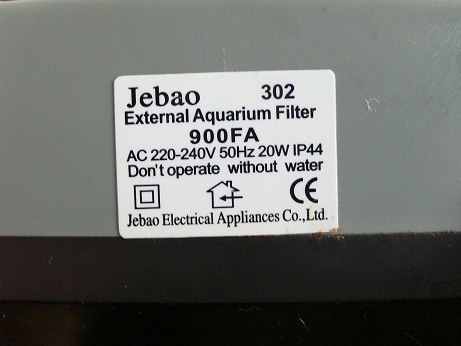 Jebao 302
External Aquarium Filter
900FA
AC 220-240V 50Hz 20W IP44
Don't operate without water
CE
Jebao Electrical Appliances Co.,Ltd.